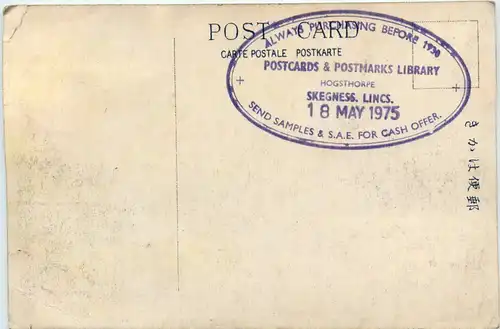 POST CARD
CARTE POSTALE POSTKARTE
ALWAYS PURCHASING BEFORE 1930
POSTCARDS & POSTMARKS LIBRARY
HOGSTHORPE
SKEGNESS. LINCS.
18 MAY 1975
SEND SAMPLES & S.A.E. FOR CASH OFFER.
きかは便郵